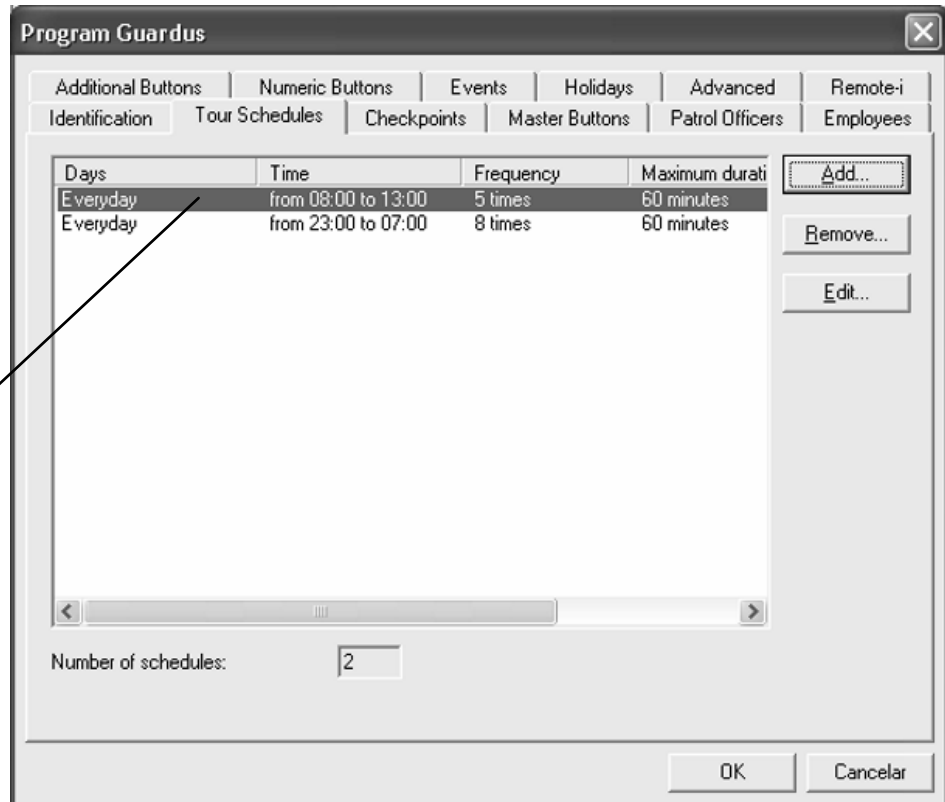 Program Guardus
Additional Buttons Numeric Buttons Events Holidays Advanced Remote-i
Identification Tour Schedules Checkpoints Master Buttons Patrol Officers Employees
Days Time Frequency Maximum durati
Everyday from 08:00 to 13:00 5 times 60 minutes
Everyday from 23:00 to 07:00 8 times 60 minutes
Add...
Remove...
Edit...
Number of schedules: 2
OK Cancelar